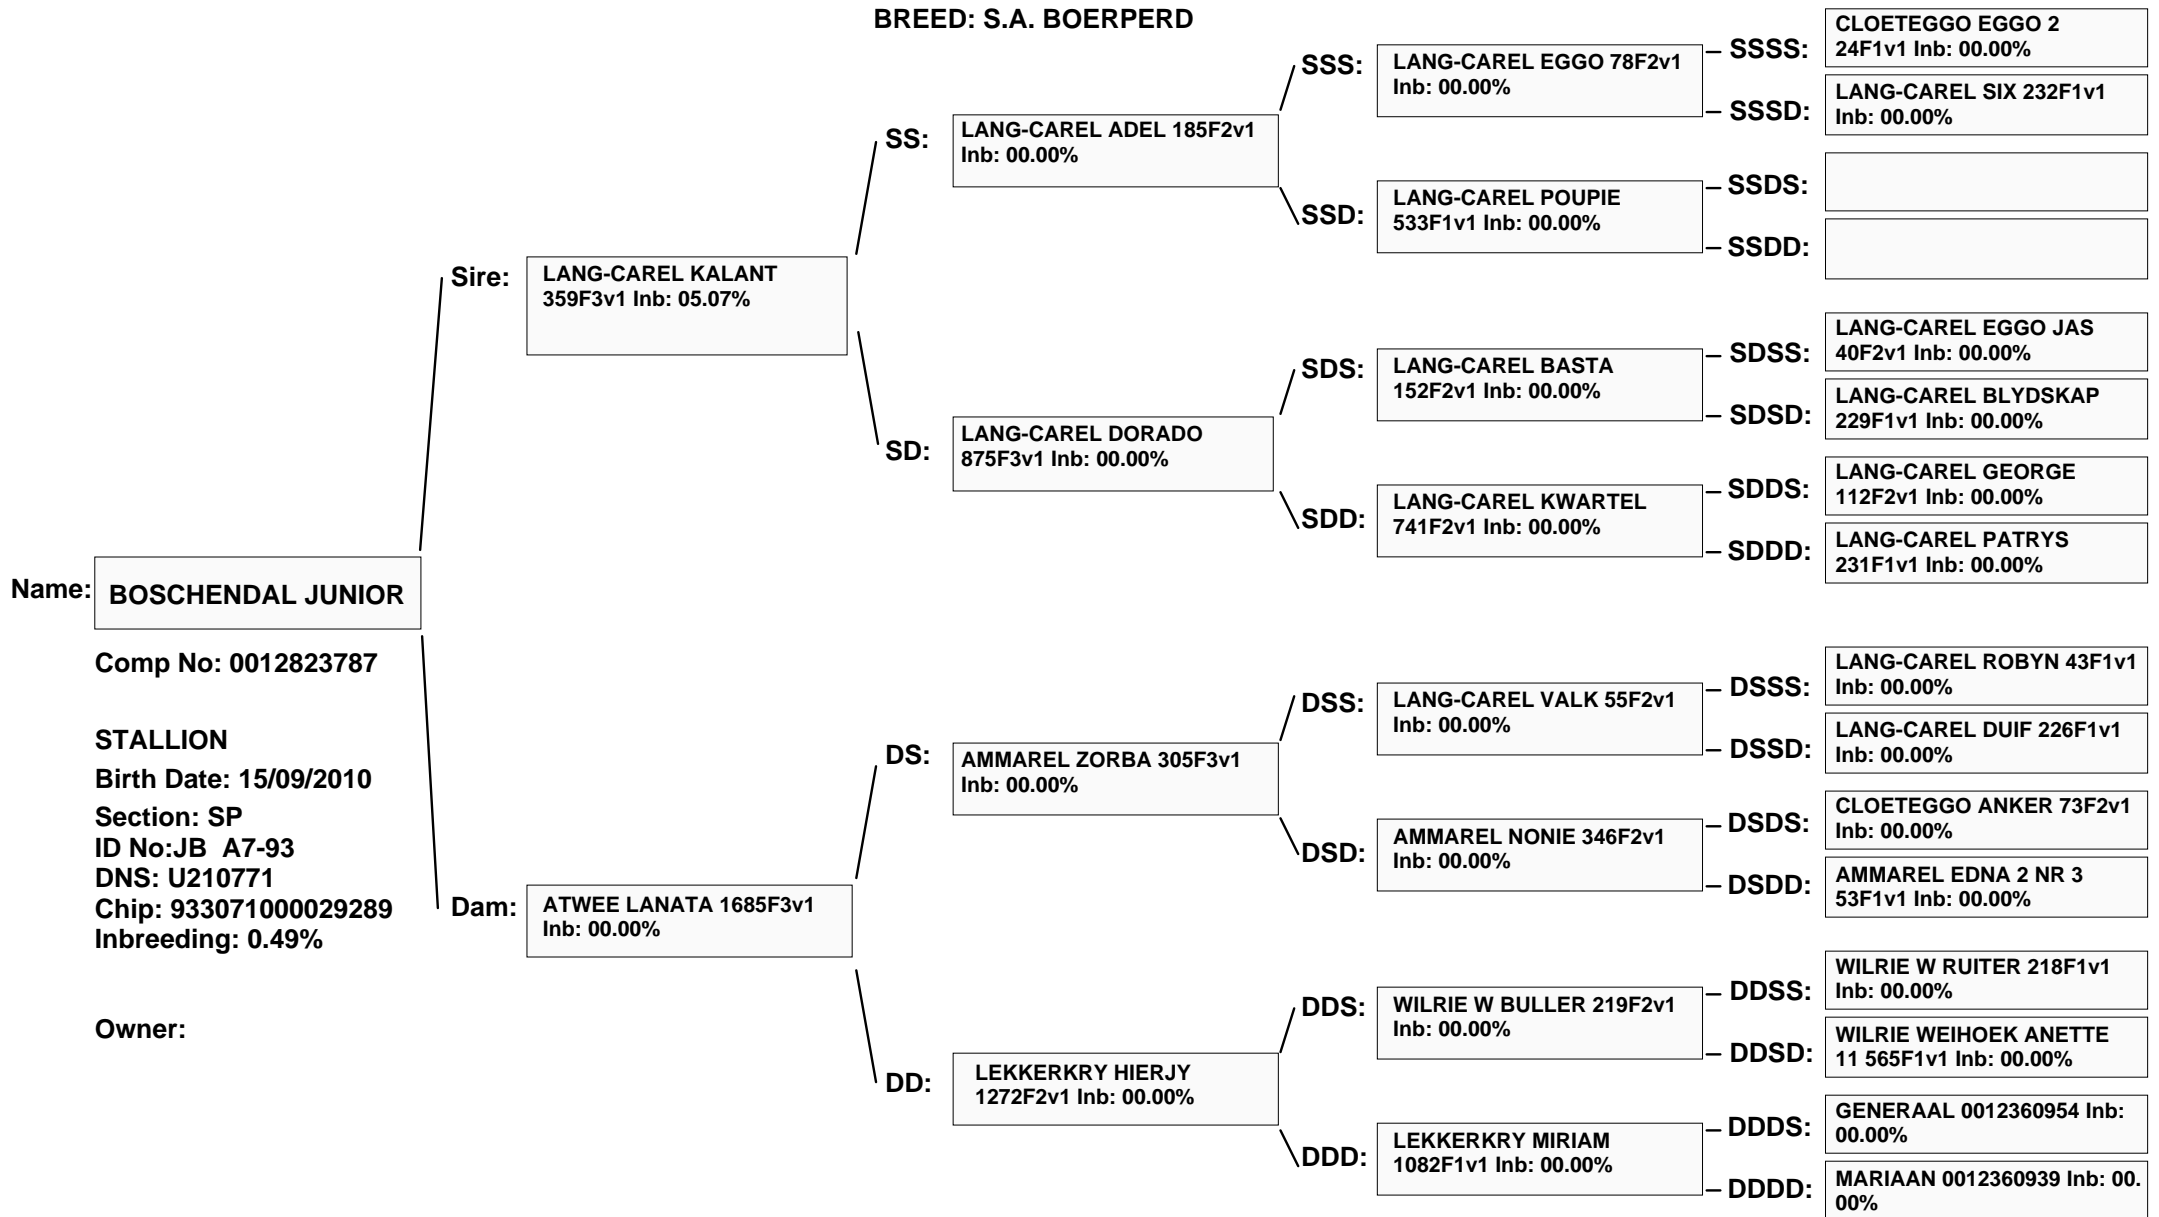 BREED: S.A. BOERPERD
Name:
BOSCHENDAL JUNIOR
Comp No: 0012823787
STALLION
Birth Date: 15/09/2010
Section: SP
ID No:JB  A7-93
DNS: U210771
Chip: 933071000029289
Inbreeding: 0.49%
Owner:
Sire:
LANG-CAREL KALANT
359F3v1 Inb: 05.07%
Dam:
ATWEE LANATA 1685F3v1
Inb: 00.00%
SS:
LANG-CAREL ADEL 185F2v1
Inb: 00.00%
SD:
LANG-CAREL DORADO
875F3v1 Inb: 00.00%
DS:
AMMAREL ZORBA 305F3v1
Inb: 00.00%
DD:
LEKKERKRY HIERJY
1272F2v1 Inb: 00.00%
SSS:
LANG-CAREL EGGO 78F2v1
Inb: 00.00%
SSD:
LANG-CAREL POUPIE
533F1v1 Inb: 00.00%
SDS:
LANG-CAREL BASTA
152F2v1 Inb: 00.00%
SDD:
LANG-CAREL KWARTEL
741F2v1 Inb: 00.00%
DSS:
LANG-CAREL VALK 55F2v1
Inb: 00.00%
DSD:
AMMAREL NONIE 346F2v1
Inb: 00.00%
DDS:
WILRIE W BULLER 219F2v1
Inb: 00.00%
DDD:
LEKKERKRY MIRIAM
1082F1v1 Inb: 00.00%
SSSS:
CLOETEGGO EGGO 2
24F1v1 Inb: 00.00%
SSSD:
LANG-CAREL SIX 232F1v1
Inb: 00.00%
SSDS:
SSDD:
SDSS:
LANG-CAREL EGGO JAS
40F2v1 Inb: 00.00%
SDSD:
LANG-CAREL BLYDSKAP
229F1v1 Inb: 00.00%
SDDS:
LANG-CAREL GEORGE
112F2v1 Inb: 00.00%
SDDD:
LANG-CAREL PATRYS
231F1v1 Inb: 00.00%
DSSS:
LANG-CAREL ROBYN 43F1v1
Inb: 00.00%
DSSD:
LANG-CAREL DUIF 226F1v1
Inb: 00.00%
DSDS:
CLOETEGGO ANKER 73F2v1
Inb: 00.00%
DSDD:
AMMAREL EDNA 2 NR 3
53F1v1 Inb: 00.00%
DDSS:
WILRIE W RUITER 218F1v1
Inb: 00.00%
DDSD:
WILRIE WEIHOEK ANETTE
11 565F1v1 Inb: 00.00%
DDDS:
GENERAAL 0012360954 Inb:
00.00%
DDDD:
MARIAAN 0012360939 Inb: 00.
00%